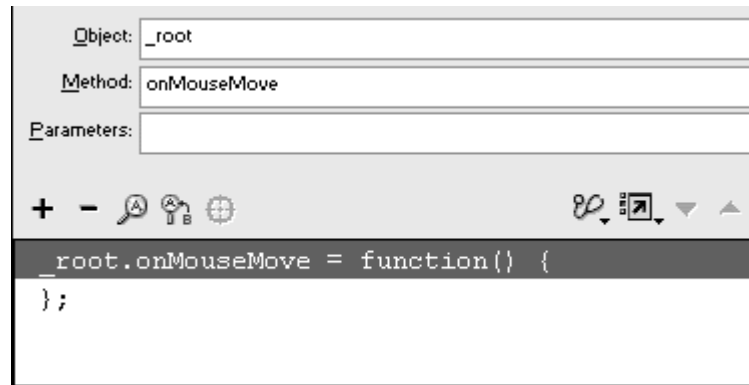 Object: _root
Method: onMouseMove
Parameters:
_root.onMouseMove = function() {
};